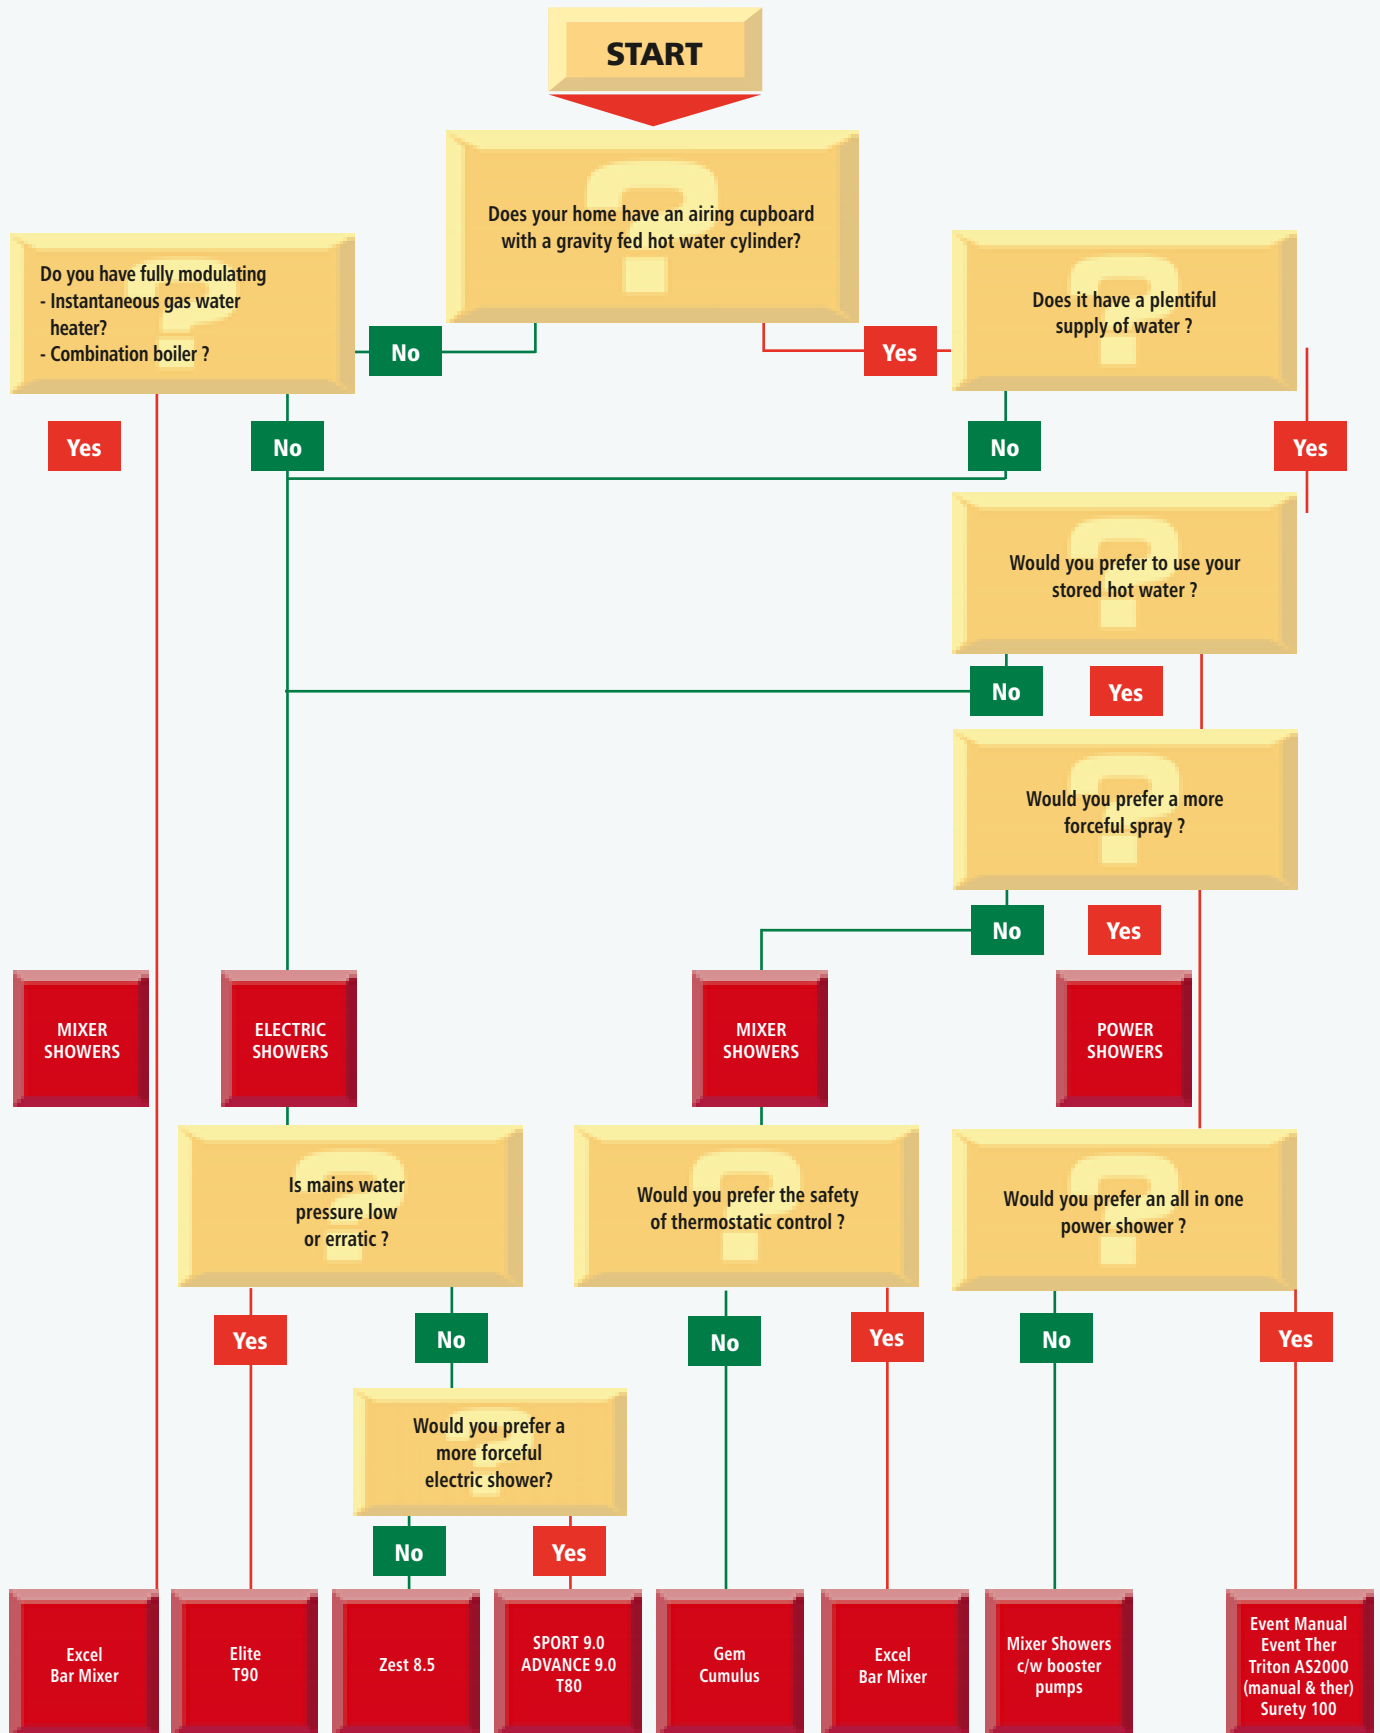 START
Does your home have an airing cupboard
with a gravity fed hot water cylinder?
Do you have fully modulating
- Instantaneous gas water
heater?
- Combination boiler ?
Does it have a plentiful
supply of water ?
No
Yes
Yes
No
No
Yes
Would you prefer to use your
stored hot water ?
No
Yes
Would you prefer a more
forceful spray ?
No
Yes
MIXER
SHOWERS
ELECTRIC
SHOWERS
MIXER
SHOWERS
POWER
SHOWERS
Is mains water
pressure low
or erratic ?
Would you prefer the safety
of thermostatic control ?
Would you prefer an all in one
power shower ?
Yes
No
No
Yes
No
Yes
Would you prefer a
more forceful
electric shower?
No
Yes
Excel
Bar Mixer
Elite
T90
Zest 8.5
SPORT 9.0
ADVANCE 9.0
T80
Gem
Cumulus
Excel
Bar Mixer
Mixer Showers
c/w booster
pumps
Event Manual
Event Ther
Triton AS2000
(manual & ther)
Surety 100